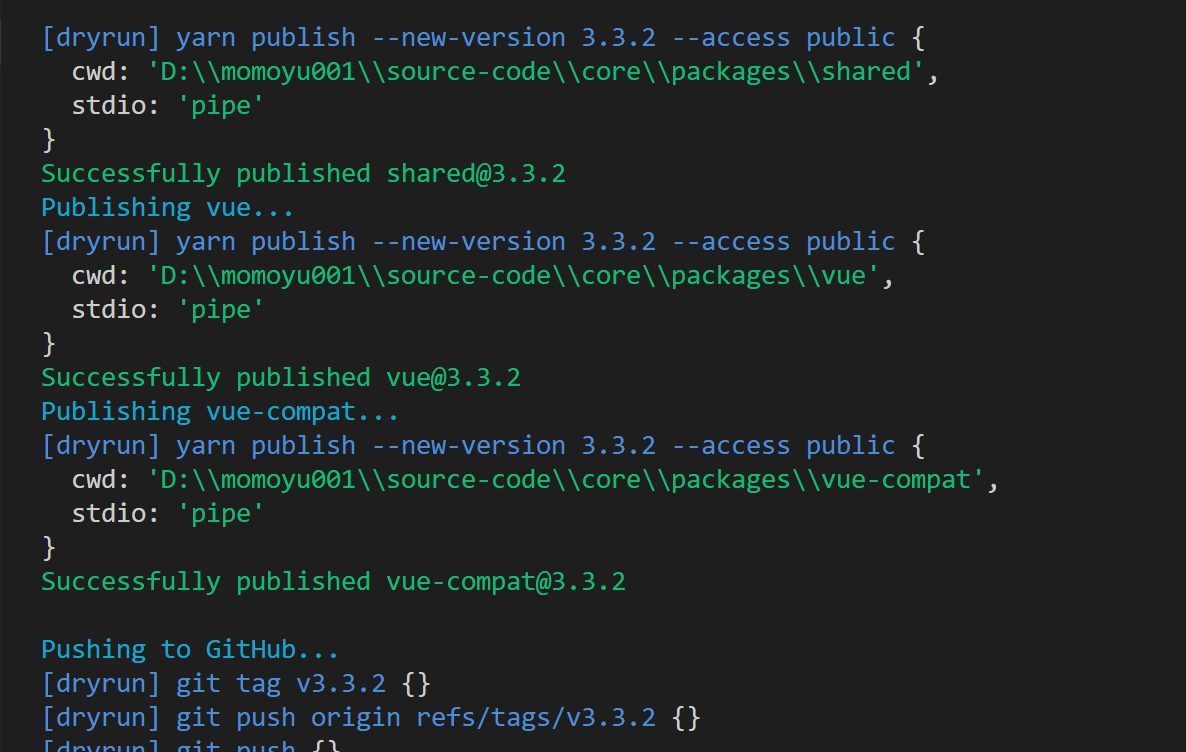 [dryrun] yarn publish --new-version 3.3.2 --access public {
  cwd: 'D:\\momoyu001\\source-code\\core\\packages\\shared',
  stdio: 'pipe'
}
Successfully published shared@3.3.2
Publishing vue...
[dryrun] yarn publish --new-version 3.3.2 --access public {
  cwd: 'D:\\momoyu001\\source-code\\core\\packages\\vue',
  stdio: 'pipe'
}
Successfully published vue@3.3.2
Publishing vue-compat...
[dryrun] yarn publish --new-version 3.3.2 --access public {
  cwd: 'D:\\momoyu001\\source-code\\core\\packages\\vue-compat',
  stdio: 'pipe'
}
Successfully published vue-compat@3.3.2

Pushing to GitHub...
[dryrun] git tag v3.3.2 {}
[dryrun] git push origin refs/tags/v3.3.2 {}
[dryrun] git push {}